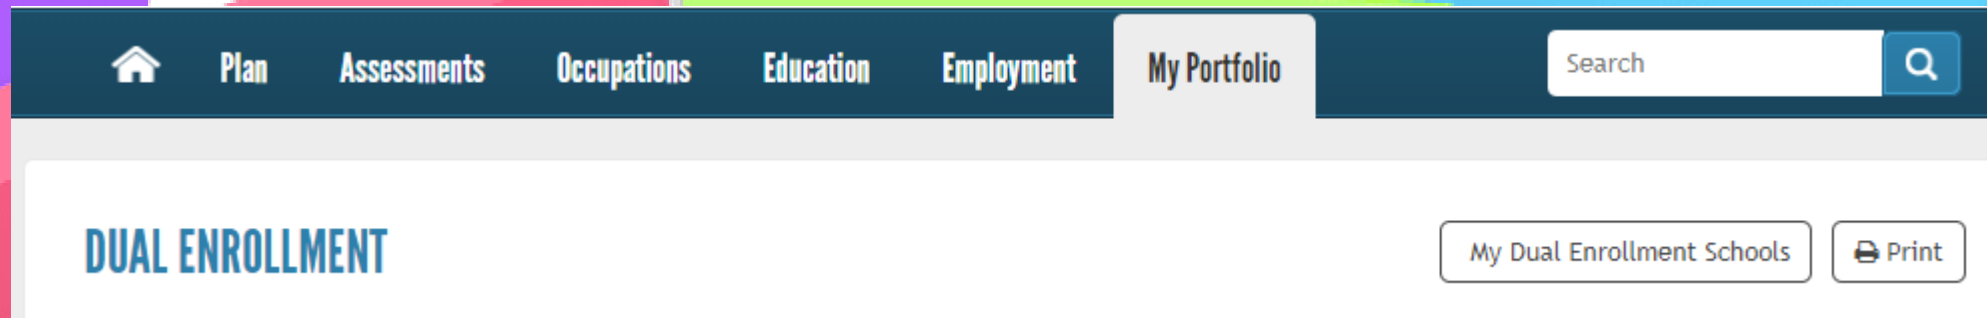 Plan Assessments Occupations Education Employment My Portfolio Search
DUAL ENROLLMENT My Dual Enrollment Schools Print